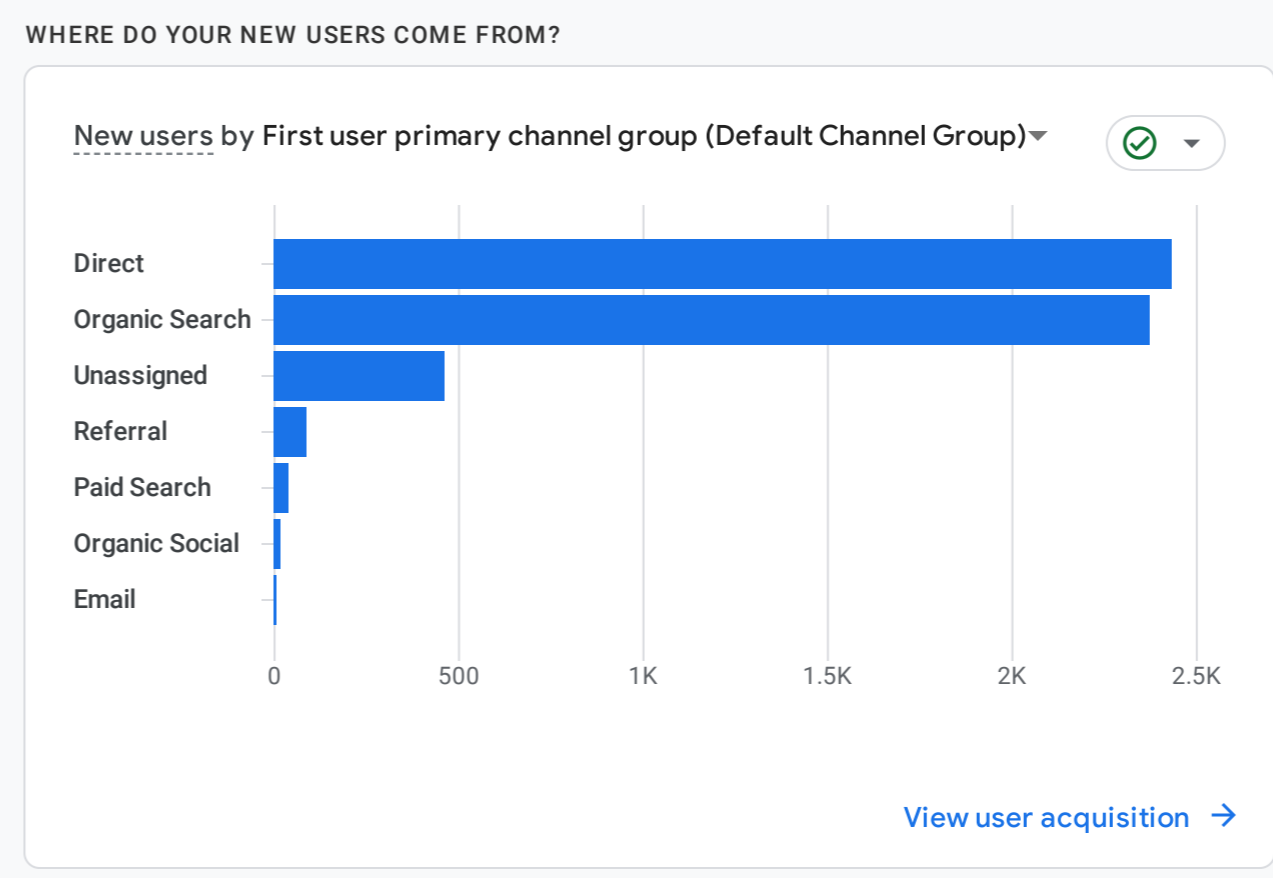 WHERE DO YOUR NEW USERS COME FROM?
New users by First user primary channel group (Default Channel Group)
Direct
Organic Search
Unassigned
Referral
Paid Search
Organic Social
Email
0 500 1K 1.5K 2K 2.5K
View user acquisition